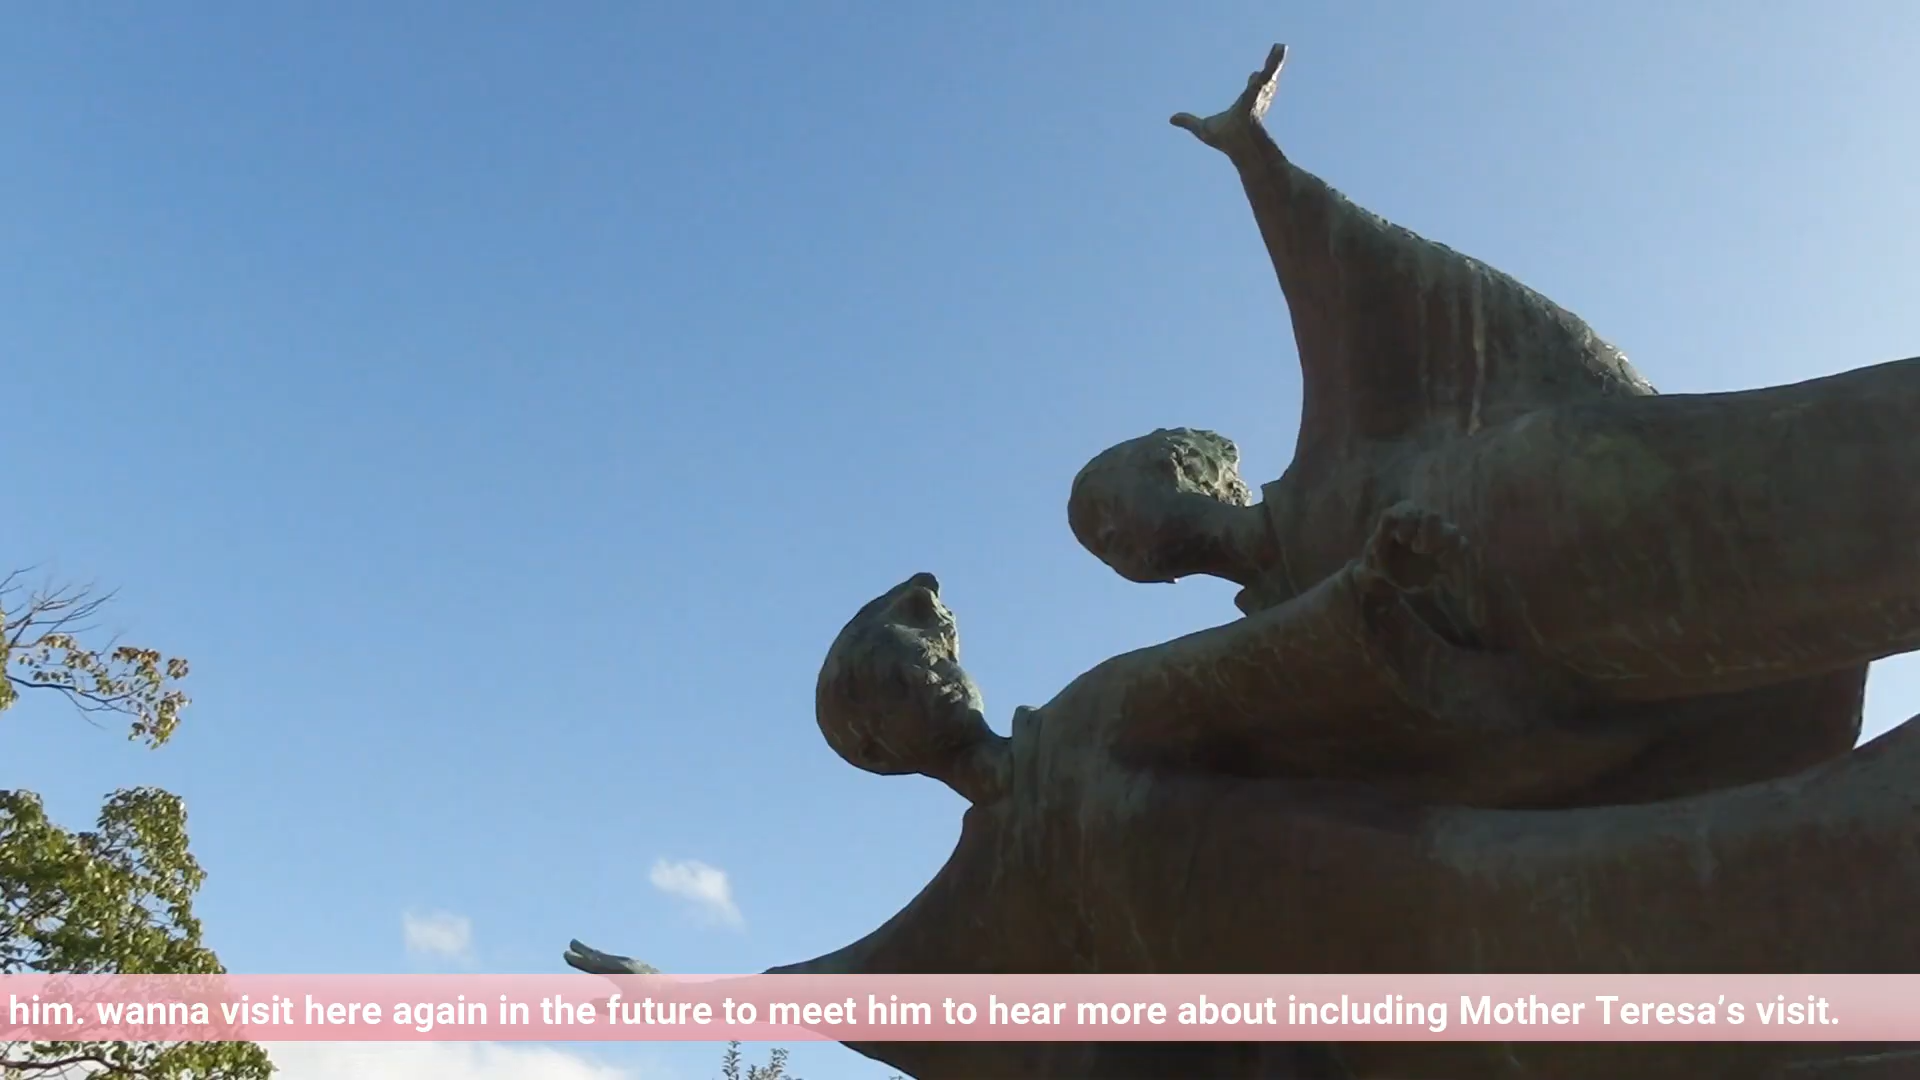 him. wanna visit here again in the future to meet him to hear more about including Mother Teresa’s visit.